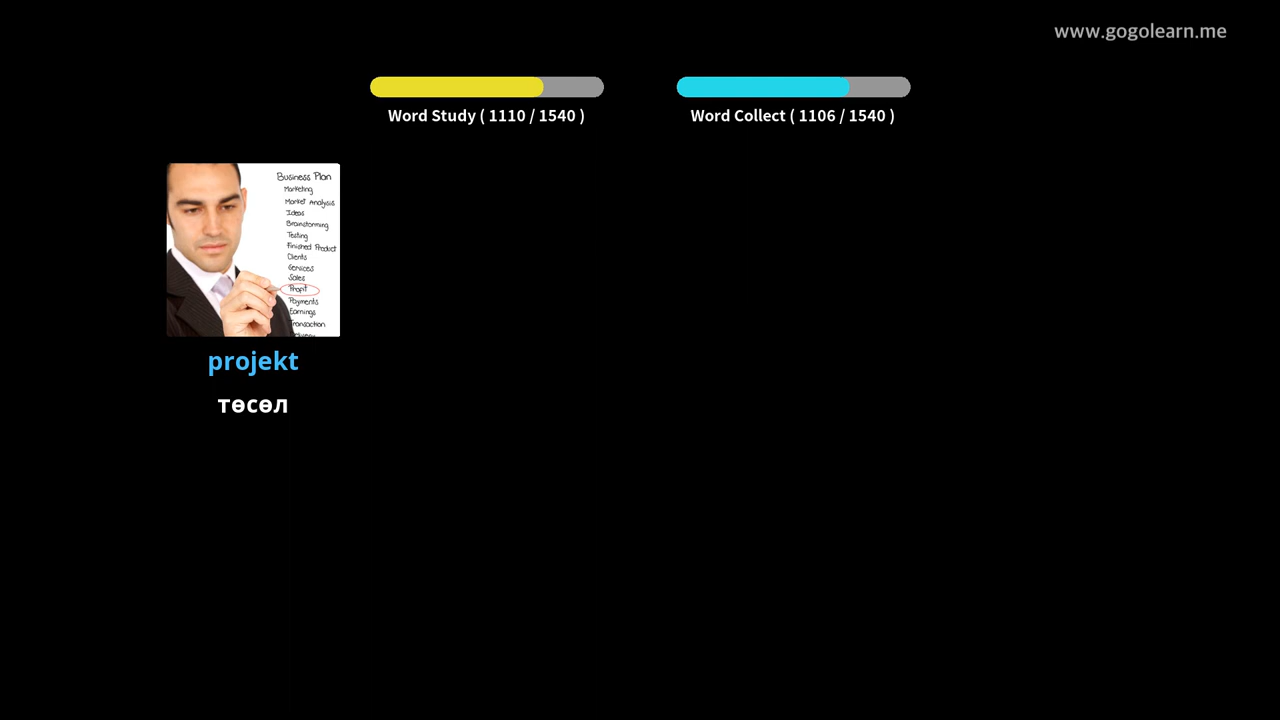 www.gogolearn.me
Word Study ( 1110 / 1540 )
Word Collect ( 1106 / 1540 )
Business Plan
Marketing
Market Analysis
Ideas
Brainstorming
Testing
Finished Product
Clients
Services
Sales
Profit
Payments
Earnings
Transaction
Delivery
projekt
төсөл